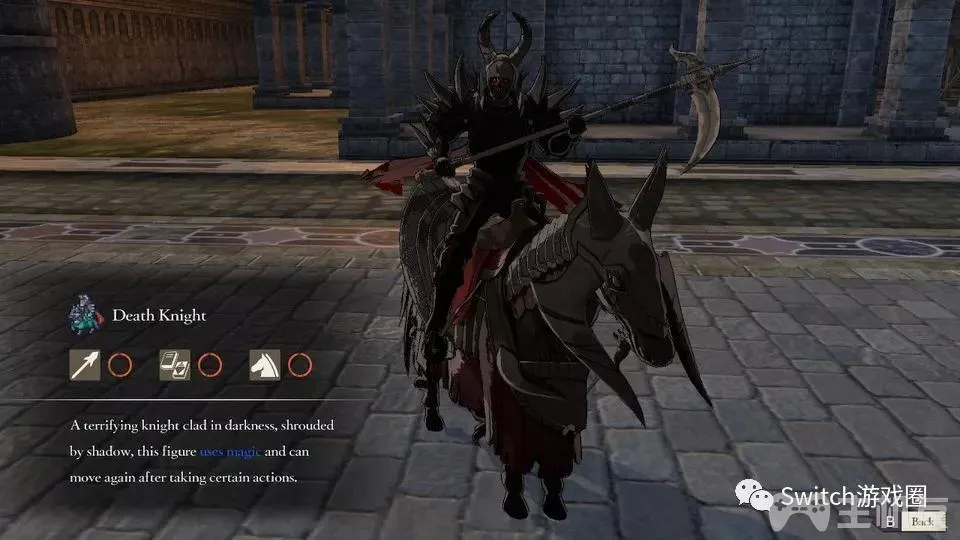 Death Knight
A terrifying knight clad in darkness, shrouded
by shadow, this figure uses magic and can
move again after taking certain actions.
Switch游戏圈
B Back